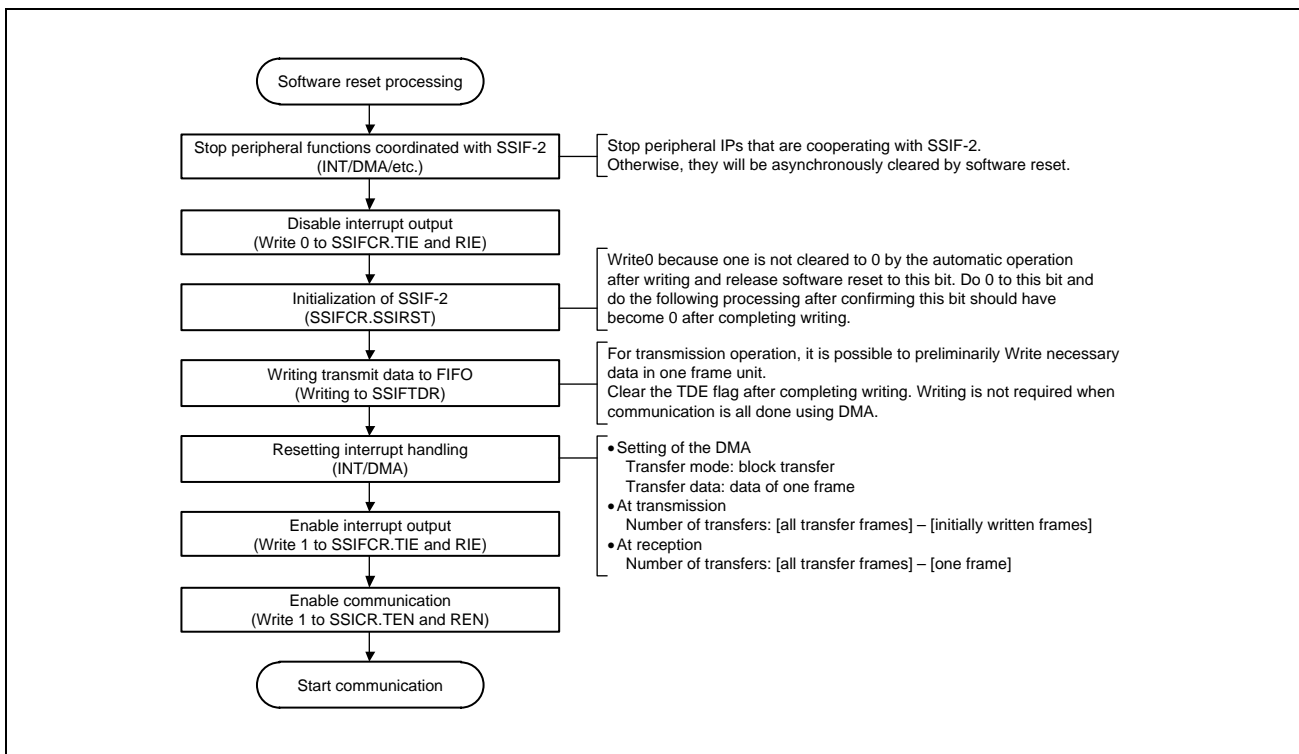 Software reset processing
Stop peripheral functions coordinated with SSIF-2
(INT/DMA/etc.)
Stop peripheral IPs that are cooperating with SSIF-2.
Otherwise, they will be asynchronously cleared by software reset.
Disable interrupt output
(Write 0 to SSIFCR.TIE and RIE)
Initialization of SSIF-2
(SSIFCR.SSIRST)
Write0 because one is not cleared to 0 by the automatic operation
after writing and release software reset to this bit. Do 0 to this bit and
do the following processing after confirming this bit should have
become 0 after completing writing.
Writing transmit data to FIFO
(Writing to SSIFTDR)
For transmission operation, it is possible to preliminarily Write necessary
data in one frame unit.
Clear the TDE flag after completing writing. Writing is not required when
communication is all done using DMA.
Resetting interrupt handling
(INT/DMA)
• Setting of the DMA
Transfer mode: block transfer
Transfer data: data of one frame
• At transmission
Number of transfers: [all transfer frames] – [initially written frames]
• At reception
Number of transfers: [all transfer frames] – [one frame]
Enable interrupt output
(Write 1 to SSIFCR.TIE and RIE)
Enable communication
(Write 1 to SSICR.TEN and REN)
Start communication